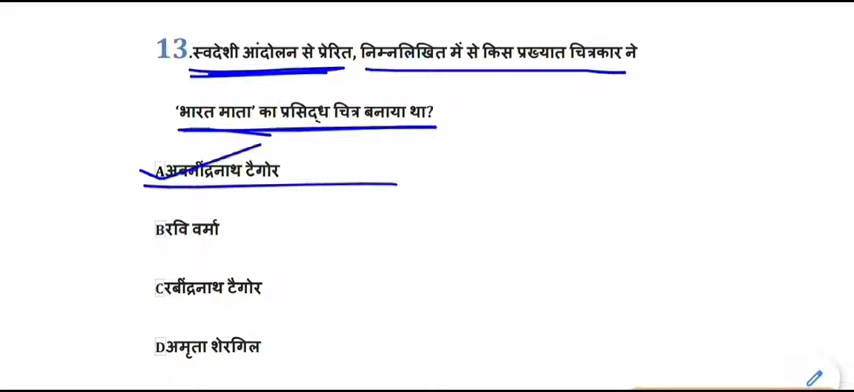 13.स्वदेशी आंदोलन से प्रेरित, निम्नलिखित में से किस प्रख्यात चित्रकार ने
'भारत माता' का प्रसिद्ध चित्र बनाया था?
Aअबनींद्रनाथ टैगोर
Bरवि वर्मा
Cरबींद्रनाथ टैगोर
Dअमृता शेरगिल